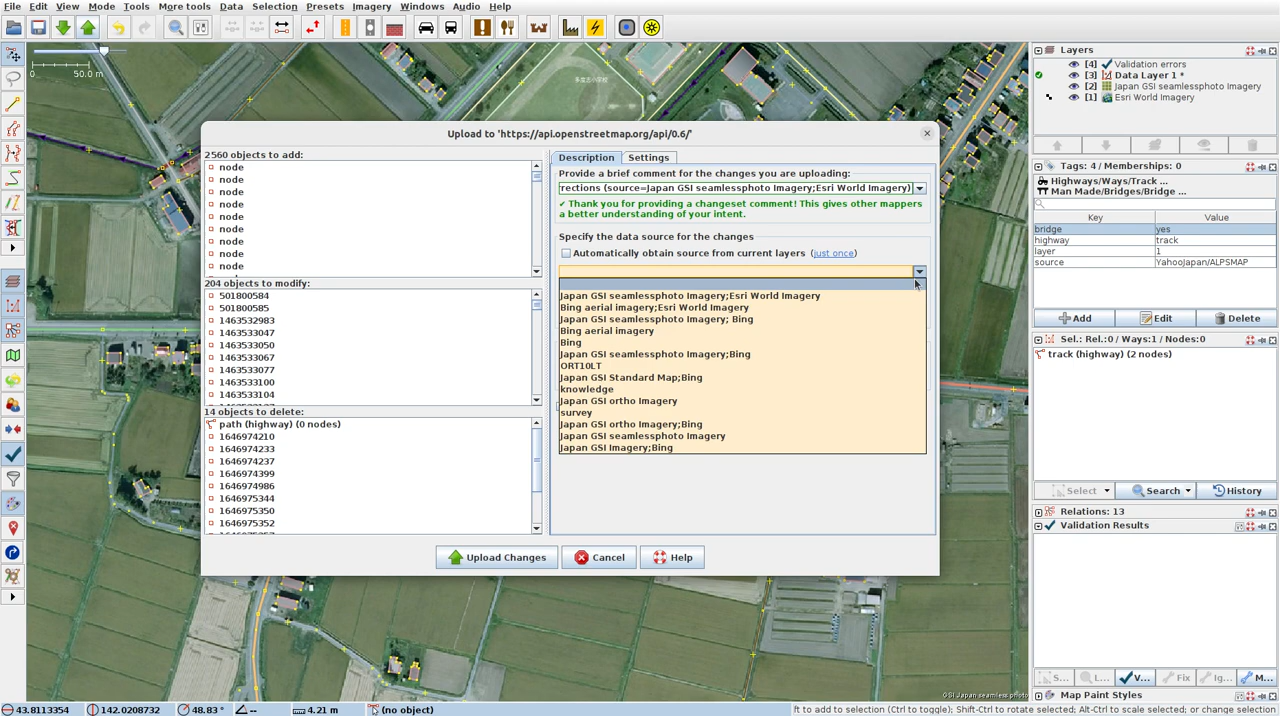 File Edit View Mode Tools More tools Data Selection Presets Imagery Windows Audio Help
0 50.0 m
Upload to 'https://api.openstreetmap.org/api/0.6/'
2560 objects to add:
node
node
node
node
node
node
node
node
node
204 objects to modify:
501800584
501800585
1463532983
1463533047
1463533050
1463533067
1463533077
1463533100
1463533104
14 objects to delete:
path (highway) (0 nodes)
1646974210
1646974233
1646974237
1646974399
1646974986
1646975344
1646975350
1646975352
Description Settings
Provide a brief comment for the changes you are uploading:
rections (source=Japan GSI seamlessphoto Imagery;Esri World Imagery)
✔ Thank you for providing a changeset comment! This gives other mappers
a better understanding of your intent.
Specify the data source for the changes
Automatically obtain source from current layers (just once)
Japan GSI seamlessphoto Imagery;Esri World Imagery
Bing aerial imagery;Esri World Imagery
Japan GSI seamlessphoto Imagery; Bing
Bing aerial imagery
Bing
Japan GSI seamlessphoto Imagery;Bing
ORT10LT
Japan GSI Standard Map;Bing
knowledge
Japan GSI ortho Imagery
survey
Japan GSI ortho Imagery;Bing
Japan GSI seamlessphoto Imagery
Japan GSI Imagery;Bing
Upload Changes Cancel Help
Layers
[4] Validation errors
[3] Data Layer 1 *
[2] Japan GSI seamlessphoto Imagery
[1] Esri World Imagery
Tags: 4 / Memberships: 0
Highways/Ways/Track ...
Man Made/Bridges/Bridge ...
Key Value
bridge yes
highway track
layer 1
source YahooJapan/ALPSMAP
Add Edit Delete
Sel.: Rel.:0 / Ways:1 / Nodes:0
track (highway) (2 nodes)
Select Search History
Relations: 13
Validation Results
S... L... V... Fix Ig... M...
Map Paint Styles
GSI Japan seamless photo
43.8113354 142.0208732 48.83 ° -- 4.21 m (no object) ft to add to selection (Ctrl to toggle); Shift-Ctrl to rotate selected; Alt-Ctrl to scale selected; or change selection